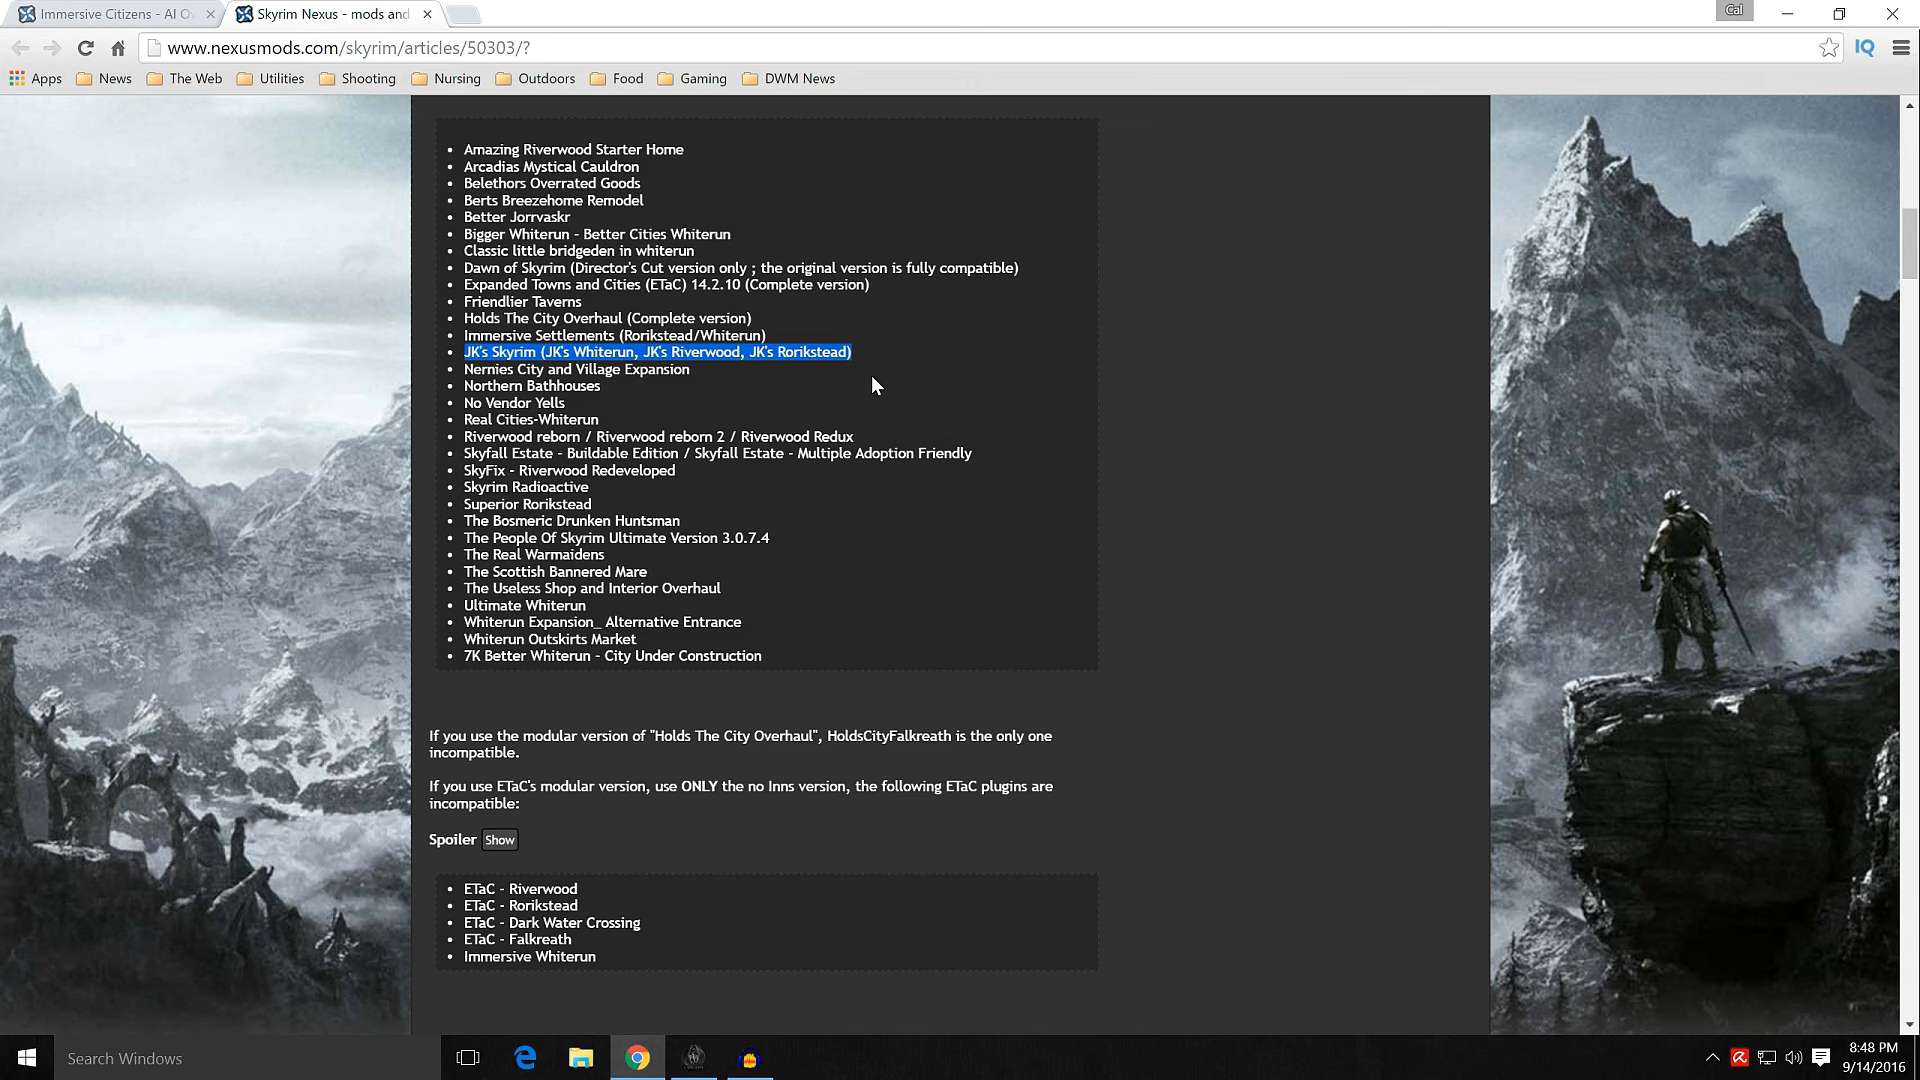 Immersive Citizens - AI O
Skyrim Nexus - mods and
Cal
www.nexusmods.com/skyrim/articles/50303/?
IQ
Apps News The Web Utilities Shooting Nursing Outdoors Food Gaming DWM News
• Amazing Riverwood Starter Home
• Arcadias Mystical Cauldron
• Belethors Overrated Goods
• Berts Breezehome Remodel
• Better Jorrvaskr
• Bigger Whiterun - Better Cities Whiterun
• Classic little bridgeden in whiterun
• Dawn of Skyrim (Director's Cut version only ; the original version is fully compatible)
• Expanded Towns and Cities (ETaC) 14.2.10 (Complete version)
• Friendlier Taverns
• Holds The City Overhaul (Complete version)
• Immersive Settlements (Rorikstead/Whiterun)
• JK's Skyrim (JK's Whiterun, JK's Riverwood, JK's Rorikstead)
• Nernies City and Village Expansion
• Northern Bathhouses
• No Vendor Yells
• Real Cities-Whiterun
• Riverwood reborn / Riverwood reborn 2 / Riverwood Redux
• Skyfall Estate - Buildable Edition / Skyfall Estate - Multiple Adoption Friendly
• SkyFix - Riverwood Redeveloped
• Skyrim Radioactive
• Superior Rorikstead
• The Bosmeric Drunken Huntsman
• The People Of Skyrim Ultimate Version 3.0.7.4
• The Real Warmaidens
• The Scottish Bannered Mare
• The Useless Shop and Interior Overhaul
• Ultimate Whiterun
• Whiterun Expansion_ Alternative Entrance
• Whiterun Outskirts Market
• 7K Better Whiterun - City Under Construction
If you use the modular version of "Holds The City Overhaul", HoldsCityFalkreath is the only one
incompatible.
If you use ETaC's modular version, use ONLY the no Inns version, the following ETaC plugins are
incompatible:
Spoiler Show
• ETaC - Riverwood
• ETaC - Rorikstead
• ETaC - Dark Water Crossing
• ETaC - Falkreath
• Immersive Whiterun
Search Windows
8:48 PM
9/14/2016